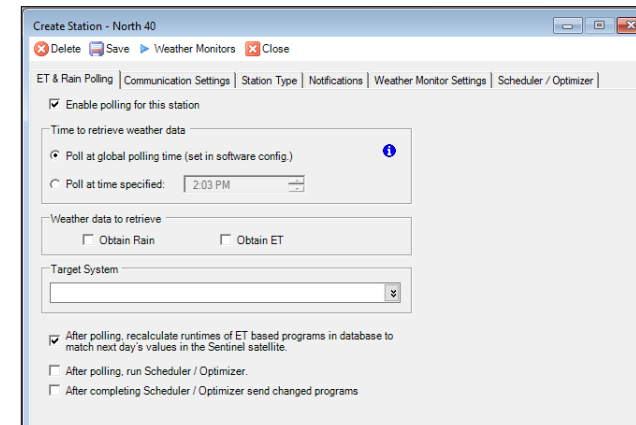 Create Station - North 40
Delete Save Weather Monitors Close
ET & Rain Polling Communication Settings Station Type Notifications Weather Monitor Settings Scheduler / Optimizer
Enable polling for this station
Time to retrieve weather data
Poll at global polling time (set in software config.)
Poll at time specified: 2:03 PM
Weather data to retrieve
Obtain Rain Obtain ET
Target System
After polling, recalculate runtimes of ET based programs in database to
match next day's values in the Sentinel satellite.
After polling, run Scheduler / Optimizer.
After completing Scheduler / Optimizer send changed programs